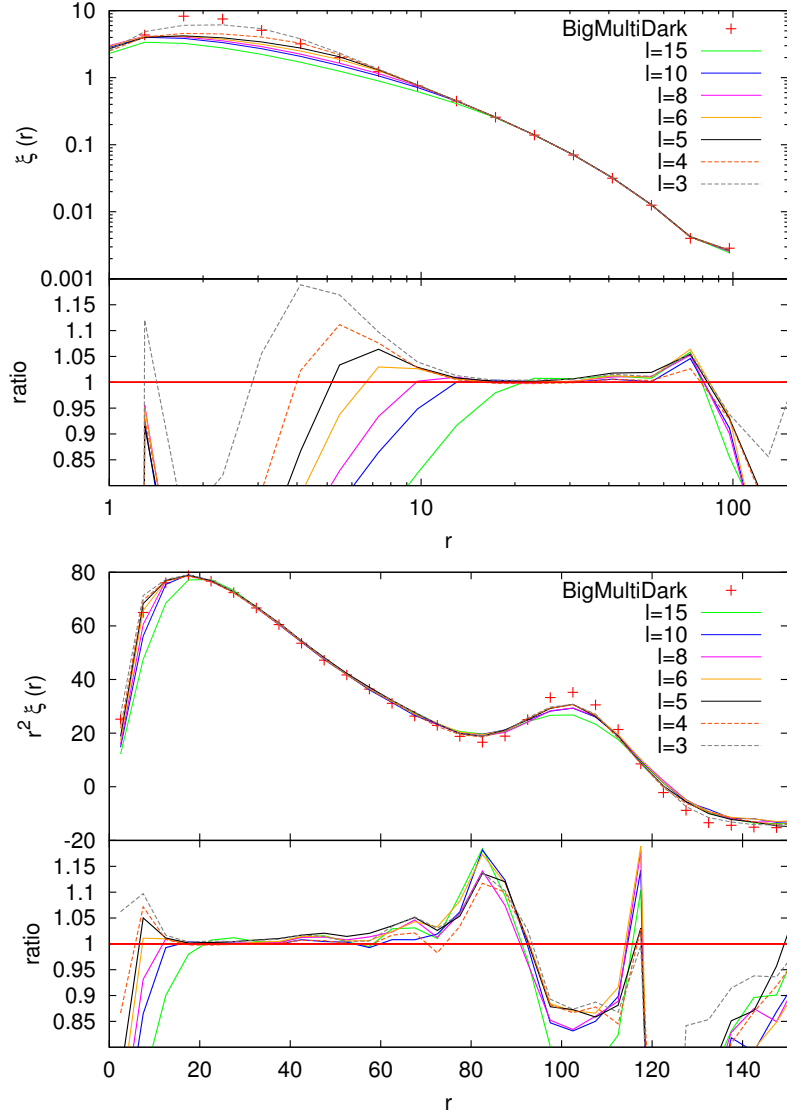 10
1
0.1
0.01
0.001
ξ (r)
BigMultiDark
l=15
l=10
l=8
l=6
l=5
l=4
l=3
1.15
1.1
1.05
1
0.95
0.9
0.85
ratio
1 10 100
r
80
60
40
20
0
-20
r² ξ (r)
BigMultiDark
l=15
l=10
l=8
l=6
l=5
l=4
l=3
1.15
1.1
1.05
1
0.95
0.9
0.85
ratio
0 20 40 60 80 100 120 140
r